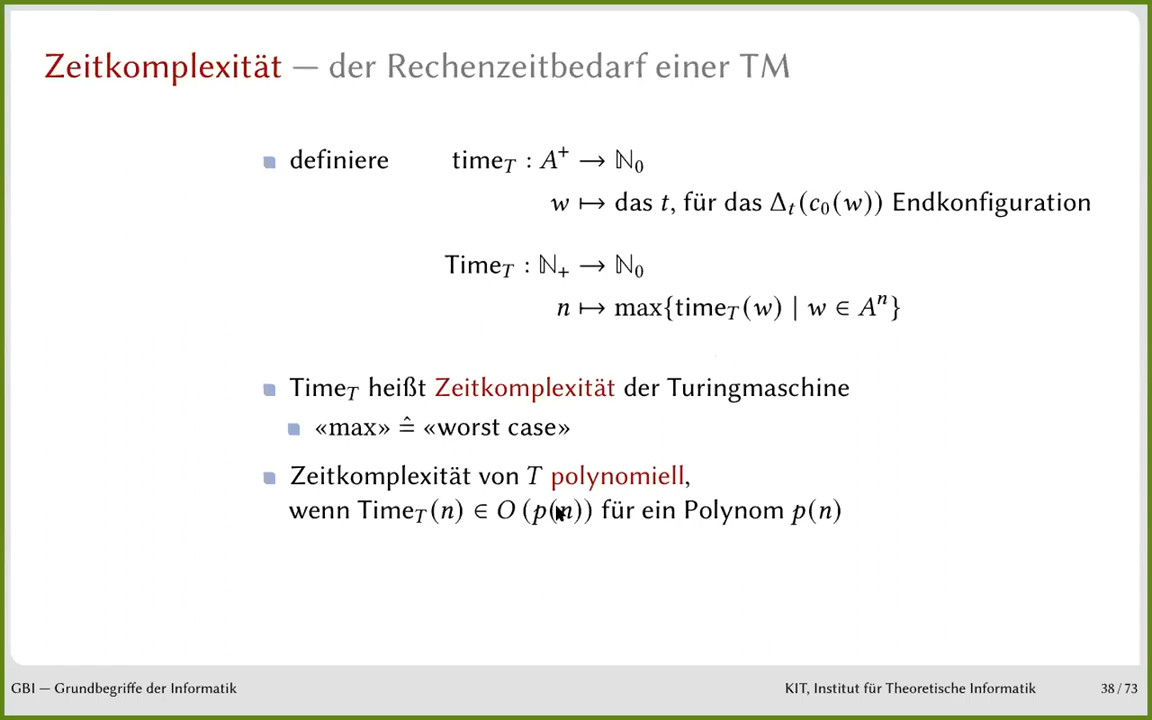 Zeitkomplexität — der Rechenzeitbedarf einer TM
definiere time_T : A⁺ → ℕ₀
w ↦ das t, für das Δ_t(c₀(w)) Endkonfiguration
Time_T : ℕ₊ → ℕ₀
n ↦ max{time_T(w) | w ∈ Aⁿ}
Time_T heißt Zeitkomplexität der Turingmaschine
«max» ≙ «worst case»
Zeitkomplexität von T polynomiell,
wenn Time_T(n) ∈ O(p(n)) für ein Polynom p(n)
GBI — Grundbegriffe der Informatik KIT, Institut für Theoretische Informatik 38 / 73